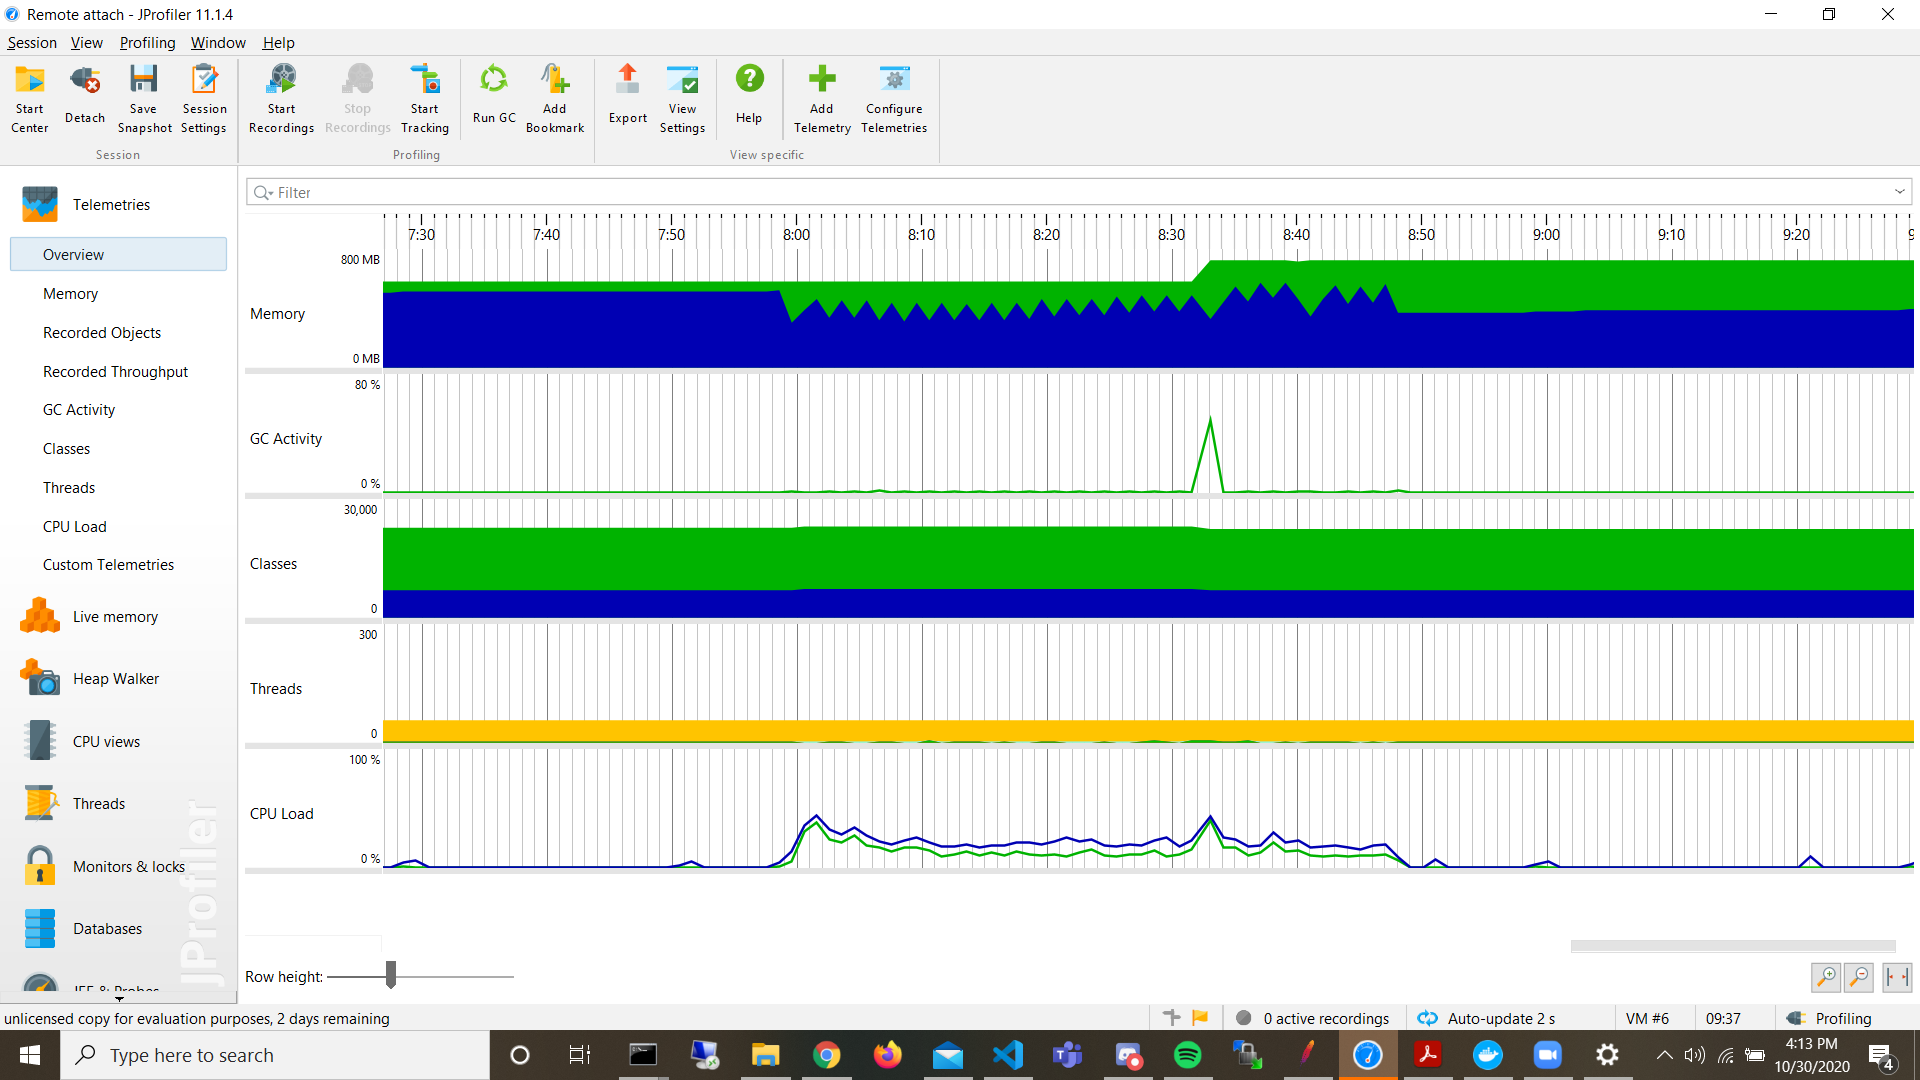 Remote attach - JProfiler 11.1.4
Session View Profiling Window Help
Start Center
Detach
Save Snapshot
Session Settings
Start Recordings
Stop Recordings
Start Tracking
Run GC
Add Bookmark
Export
View Settings
Help
Add Telemetry
Configure Telemetries
Session
Profiling
View specific
Telemetries
Overview
Memory
Recorded Objects
Recorded Throughput
GC Activity
Classes
Threads
CPU Load
Custom Telemetries
Live memory
Heap Walker
CPU views
Threads
Monitors & locks
Databases
JEE & Probes
JProfiler
Filter
7:30 7:40 7:50 8:00 8:10 8:20 8:30 8:40 8:50 9:00 9:10 9:20 9
800 MB
Memory
0 MB
80 %
GC Activity
0 %
30,000
Classes
0
300
Threads
0
100 %
CPU Load
0 %
Row height:
unlicensed copy for evaluation purposes, 2 days remaining
0 active recordings
Auto-update 2 s
VM #6
09:37
Profiling
Type here to search
4:13 PM
10/30/2020
4